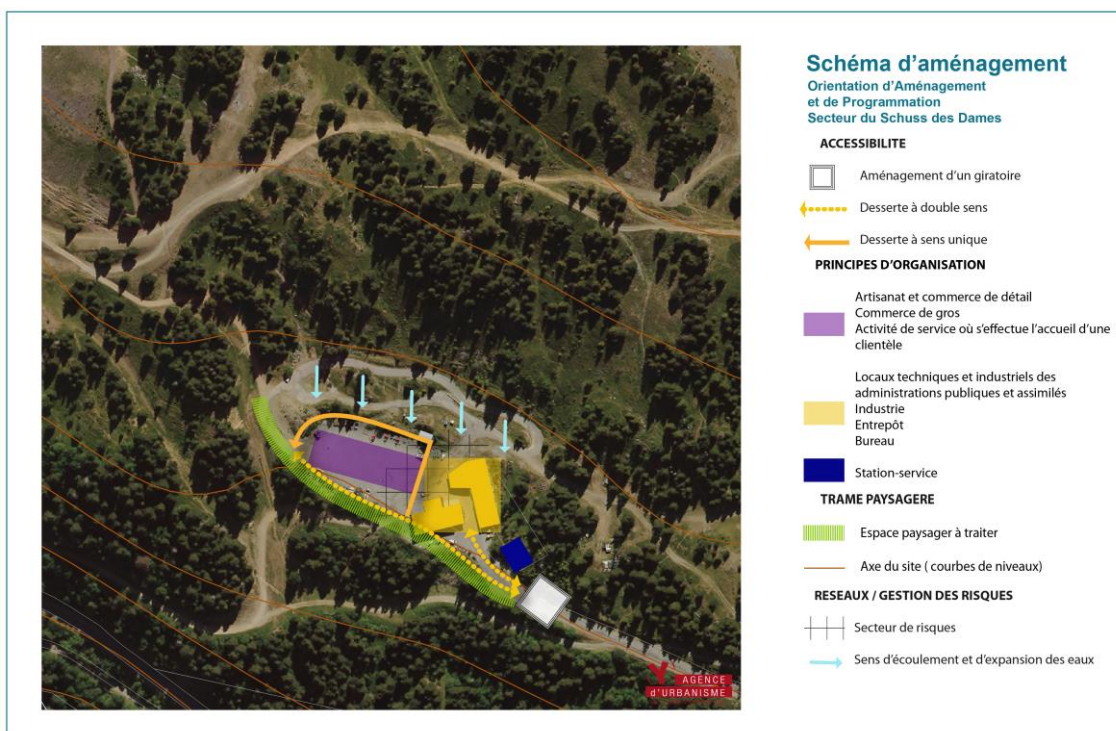 Schéma d'aménagement
Orientation d'Aménagement
et de Programmation
Secteur du Schuss des Dames
ACCESSIBILITE
Aménagement d'un giratoire
Desserte à double sens
Desserte à sens unique
PRINCIPES D'ORGANISATION
Artisanat et commerce de détail
Commerce de gros
Activité de service où s'effectue l'accueil d'une
clientèle
Locaux techniques et industriels des
administrations publiques et assimilés
Industrie
Entrepôt
Bureau
Station-service
TRAME PAYSAGERE
Espace paysager à traiter
Axe du site ( courbes de niveaux)
RESEAUX / GESTION DES RISQUES
Secteur de risques
Sens d'écoulement et d'expansion des eaux
AGENCE
d'URBANISME